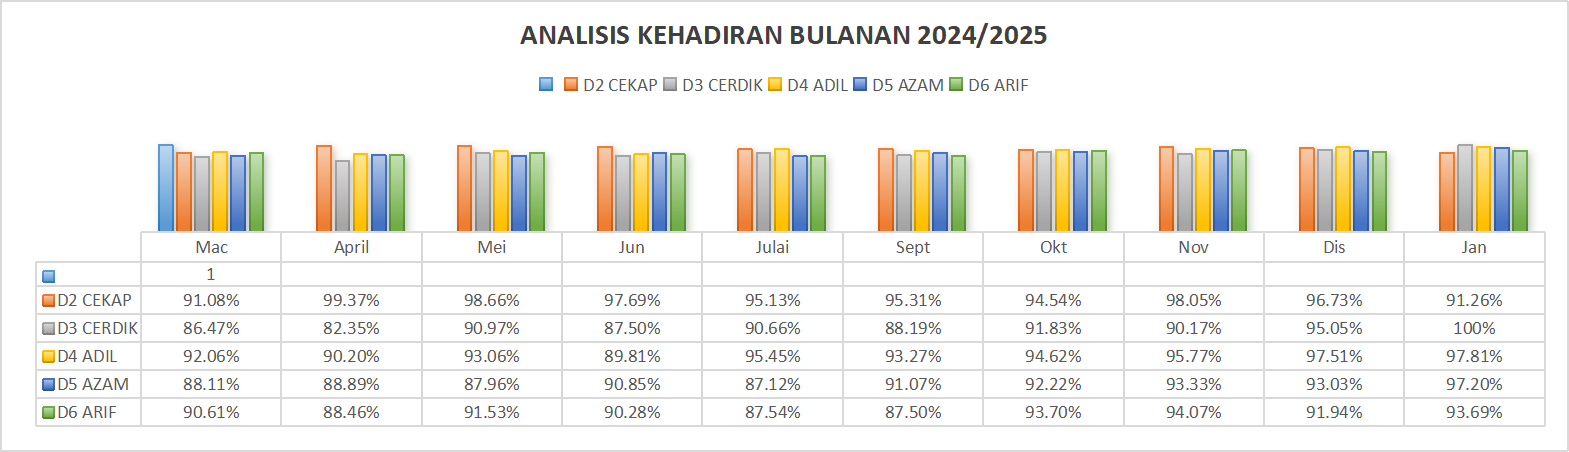 ANALISIS KEHADIRAN BULANAN 2024/2025
D2 CEKAP D3 CERDIK D4 ADIL D5 AZAM D6 ARIF
Mac April Mei Jun Julai Sept Okt Nov Dis Jan
1
D2 CEKAP 91.08% 99.37% 98.66% 97.69% 95.13% 95.31% 94.54% 98.05% 96.73% 91.26%
D3 CERDIK 86.47% 82.35% 90.97% 87.50% 90.66% 88.19% 91.83% 90.17% 95.05% 100%
D4 ADIL 92.06% 90.20% 93.06% 89.81% 95.45% 93.27% 94.62% 95.77% 97.51% 97.81%
D5 AZAM 88.11% 88.89% 87.96% 90.85% 87.12% 91.07% 92.22% 93.33% 93.03% 97.20%
D6 ARIF 90.61% 88.46% 91.53% 90.28% 87.54% 87.50% 93.70% 94.07% 91.94% 93.69%